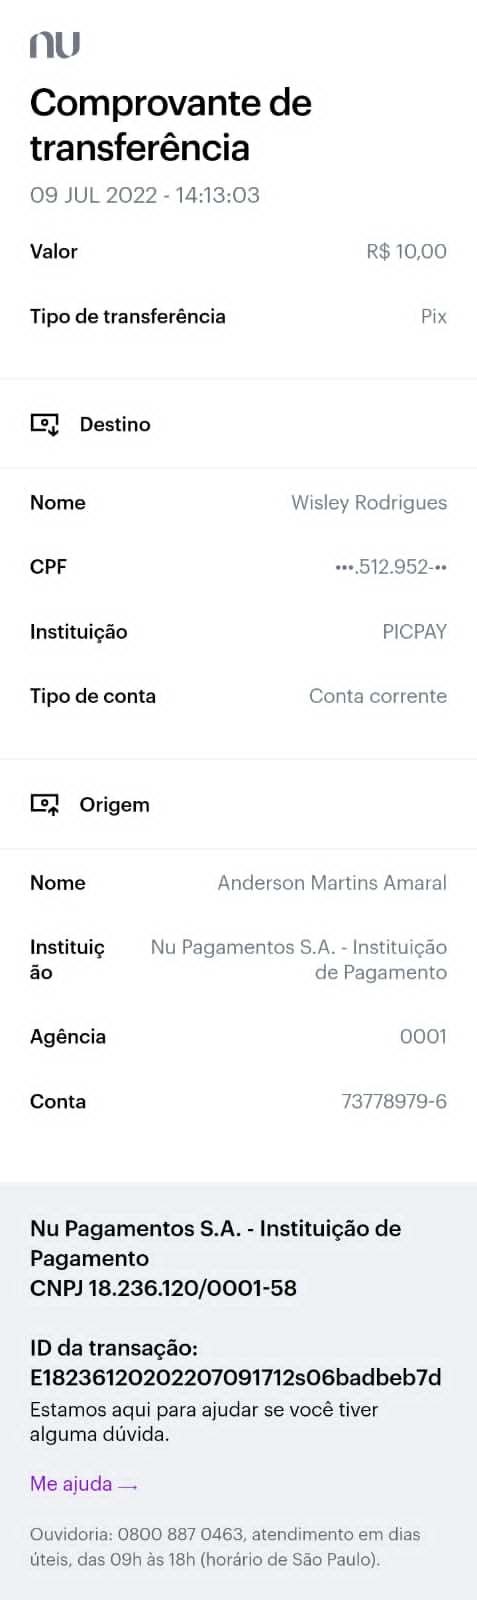 nu
Comprovante de
transferência
09 JUL 2022 - 14:13:03
Valor R$ 10,00
Tipo de transferência Pix
Destino
Nome Wisley Rodrigues
CPF •••.512.952-••
Instituição PICPAY
Tipo de conta Conta corrente
Origem
Nome Anderson Martins Amaral
Instituiç Nu Pagamentos S.A. - Instituição
ão de Pagamento
Agência 0001
Conta 73778979-6
Nu Pagamentos S.A. - Instituição de
Pagamento
CNPJ 18.236.120/0001-58
ID da transação:
E18236120202207091712s06badbeb7d
Estamos aqui para ajudar se você tiver
alguma dúvida.
Me ajuda →
Ouvidoria: 0800 887 0463, atendimento em dias
úteis, das 09h às 18h (horário de São Paulo).